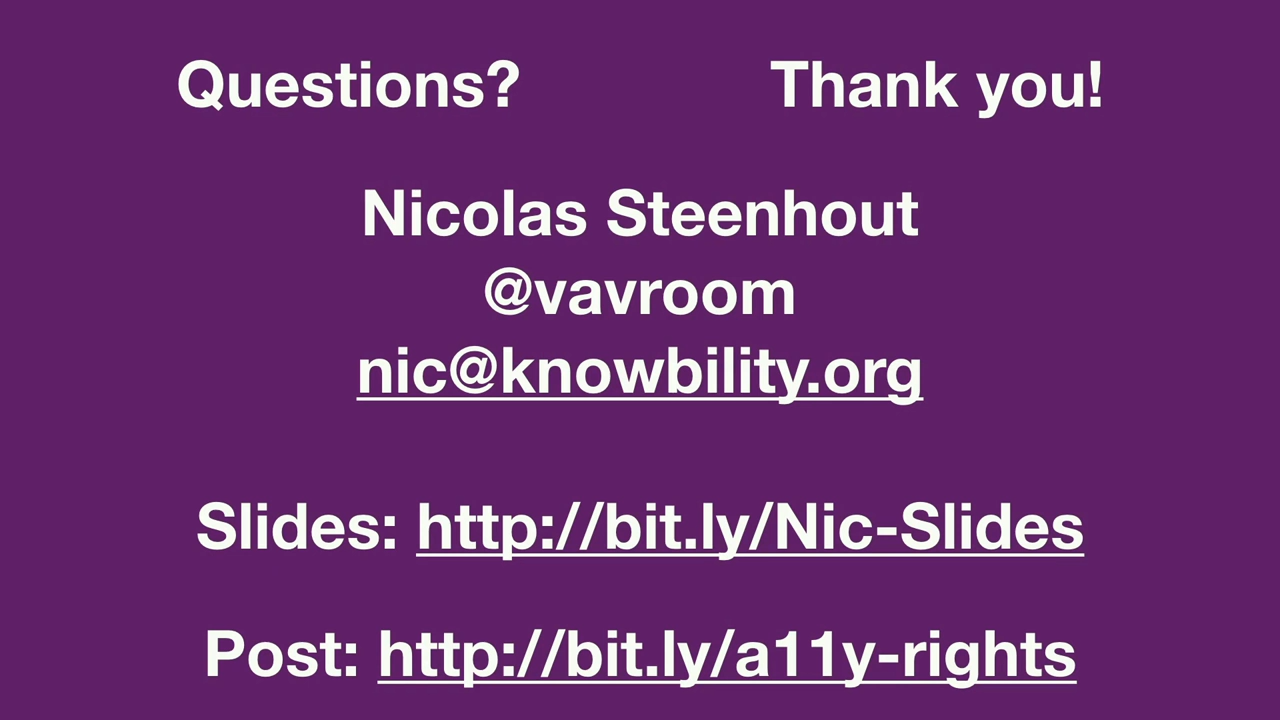 Questions? Thank you!
Nicolas Steenhout
@vavroom
nic@knowbility.org
Slides: http://bit.ly/Nic-Slides
Post: http://bit.ly/a11y-rights